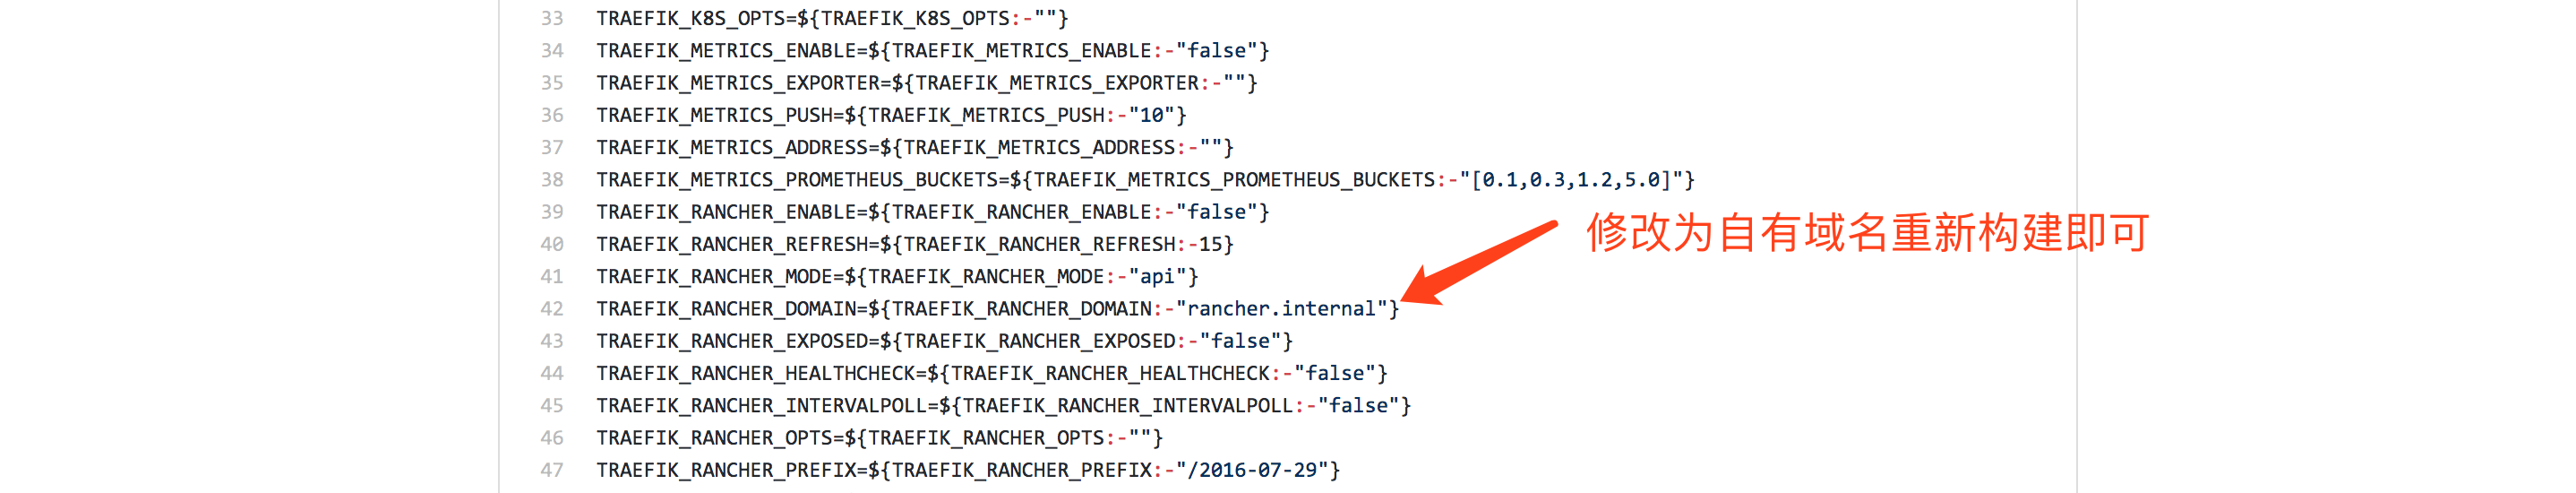 33 TRAEFIK_K8S_OPTS=${TRAEFIK_K8S_OPTS:-""}
34 TRAEFIK_METRICS_ENABLE=${TRAEFIK_METRICS_ENABLE:-"false"}
35 TRAEFIK_METRICS_EXPORTER=${TRAEFIK_METRICS_EXPORTER:-""}
36 TRAEFIK_METRICS_PUSH=${TRAEFIK_METRICS_PUSH:-"10"}
37 TRAEFIK_METRICS_ADDRESS=${TRAEFIK_METRICS_ADDRESS:-""}
38 TRAEFIK_METRICS_PROMETHEUS_BUCKETS=${TRAEFIK_METRICS_PROMETHEUS_BUCKETS:-"[0.1,0.3,1.2,5.0]"}
39 TRAEFIK_RANCHER_ENABLE=${TRAEFIK_RANCHER_ENABLE:-"false"}
修改为自有域名重新构建即可
40 TRAEFIK_RANCHER_REFRESH=${TRAEFIK_RANCHER_REFRESH:-15}
41 TRAEFIK_RANCHER_MODE=${TRAEFIK_RANCHER_MODE:-"api"}
42 TRAEFIK_RANCHER_DOMAIN=${TRAEFIK_RANCHER_DOMAIN:-"rancher.internal"}
43 TRAEFIK_RANCHER_EXPOSED=${TRAEFIK_RANCHER_EXPOSED:-"false"}
44 TRAEFIK_RANCHER_HEALTHCHECK=${TRAEFIK_RANCHER_HEALTHCHECK:-"false"}
45 TRAEFIK_RANCHER_INTERVALPOLL=${TRAEFIK_RANCHER_INTERVALPOLL:-"false"}
46 TRAEFIK_RANCHER_OPTS=${TRAEFIK_RANCHER_OPTS:-""}
47 TRAEFIK_RANCHER_PREFIX=${TRAEFIK_RANCHER_PREFIX:-"/2016-07-29"}